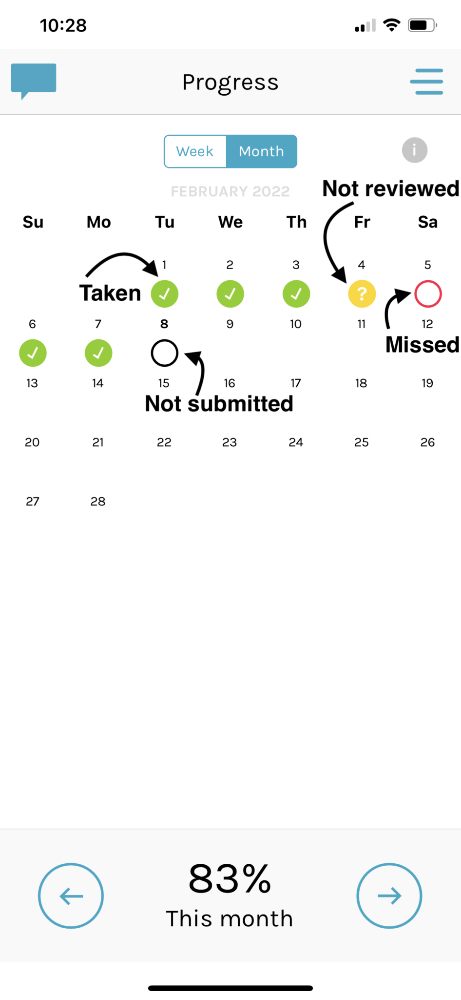 10:28
Progress
Week Month
i
FEBRUARY 2022
Not reviewed
Su Mo Tu We Th Fr Sa
1 2 3 4 5
Taken
?
6 7 8 9 10 11 12
Missed
13 14 15 16 17 18 19
Not submitted
20 21 22 23 24 25 26
27 28
83%
This month